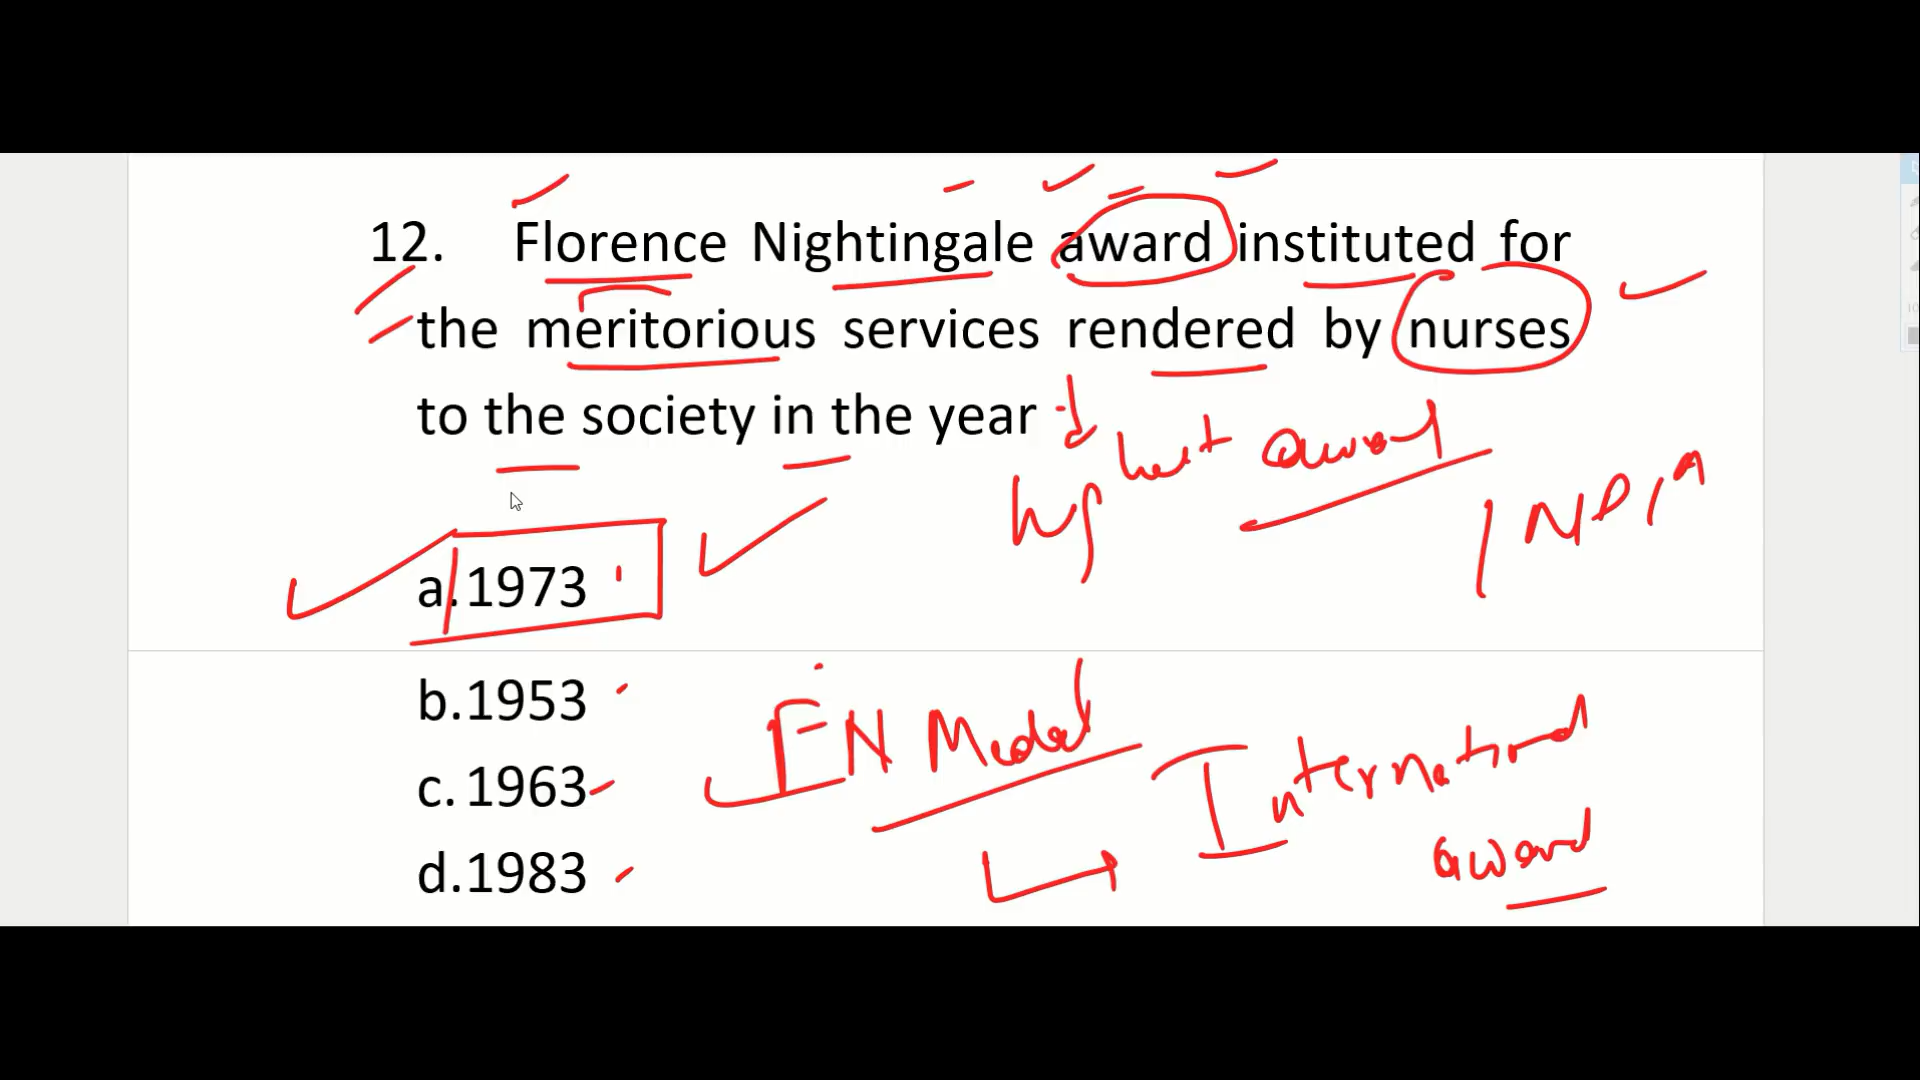 12. Florence Nightingale award instituted for
the meritorious services rendered by nurses
to the society in the year
highest award
INDIA
a.1973
b.1953
FN Medal
International
c.1963
award
d.1983